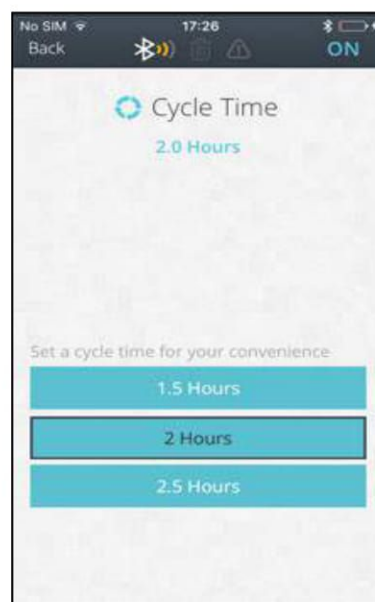 No SIM 17:26
Back ON
Cycle Time
2.0 Hours
Set a cycle time for your convenience
1.5 Hours
2 Hours
2.5 Hours